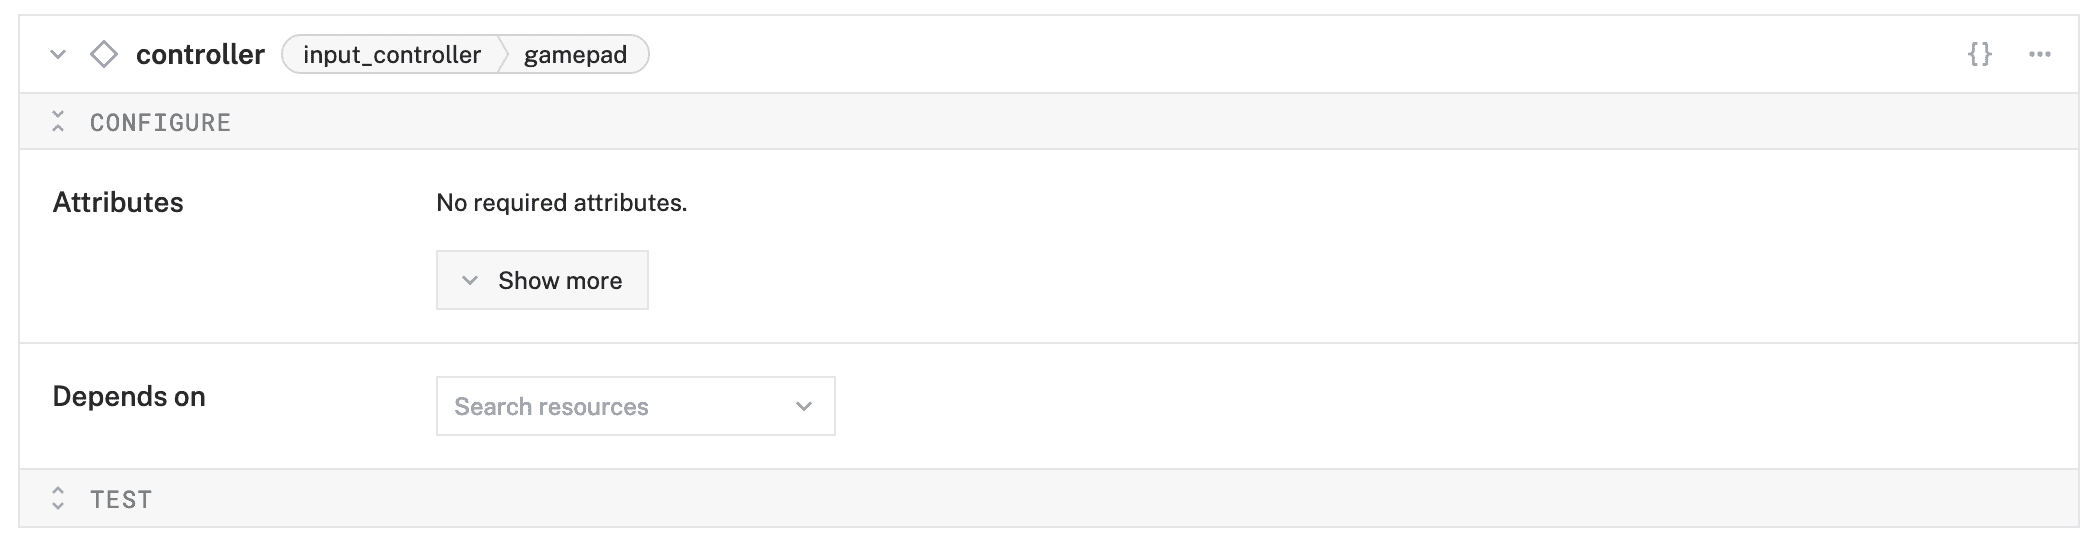 controller input_controller gamepad {} ...
CONFIGURE
Attributes No required attributes.
Show more
Depends on Search resources
TEST